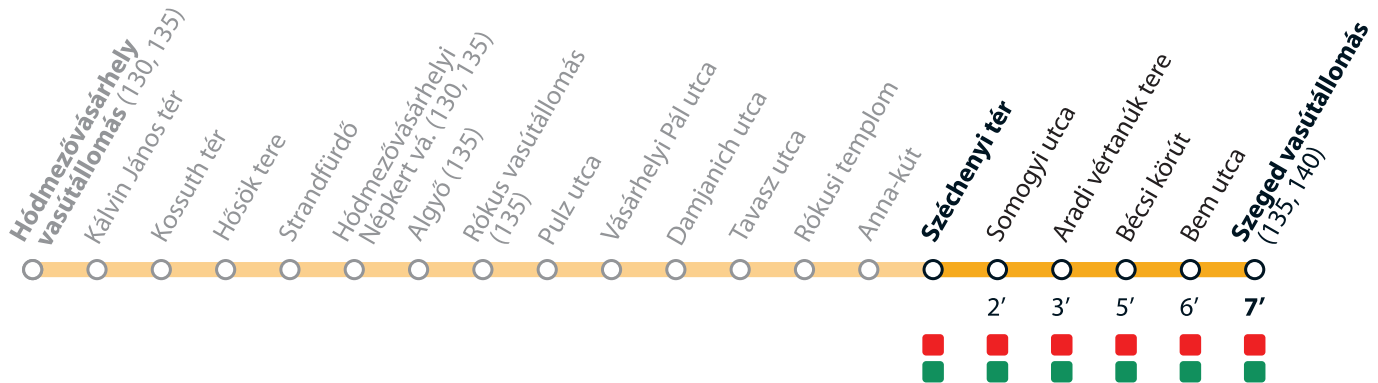 Hódmezővásárhely
vasútállomás (130, 135)
Kálvin János tér
Kossuth tér
Hősök tere
Strandfürdő
Hódmezővásárhelyi
Népkert vá. (130, 135)
Algyő (135)
Rókus vasútállomás
(135)
Pulz utca
Vásárhelyi Pál utca
Damjanich utca
Tavasz utca
Rókusi templom
Anna-kút
Széchenyi tér
Somogyi utca
Aradi vértanúk tere
Bécsi körút
Bem utca
Szeged vasútállomás
(135, 140)
2’ 3’ 5’ 6’ 7’